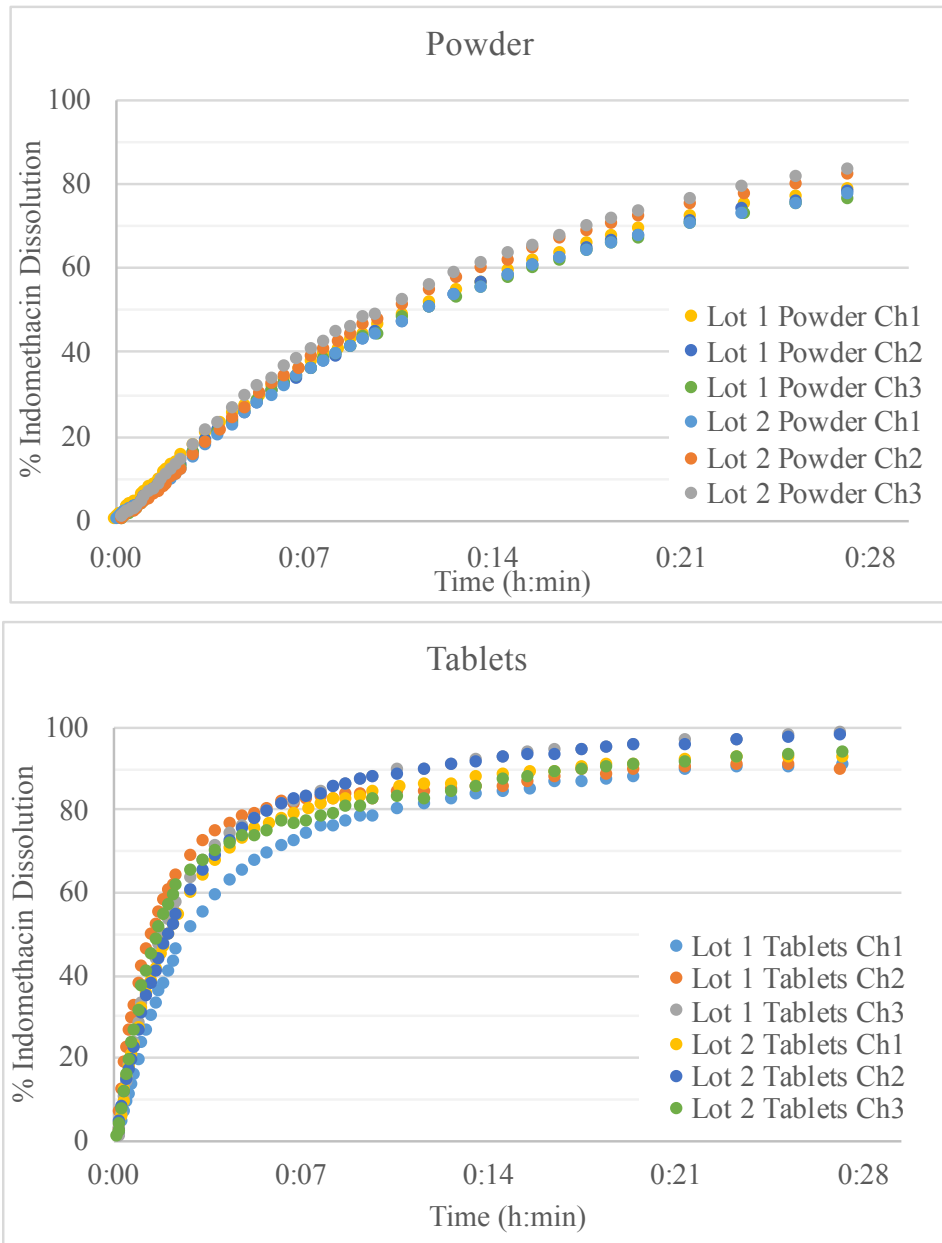 Powder
% Indomethacin Dissolution
100
80
60
40
20
0
Lot 1 Powder Ch1
Lot 1 Powder Ch2
Lot 1 Powder Ch3
Lot 2 Powder Ch1
Lot 2 Powder Ch2
Lot 2 Powder Ch3
0:00 0:07 0:14 0:21 0:28
Time (h:min)
Tablets
% Indomethacin Dissolution
100
80
60
40
20
0
Lot 1 Tablets Ch1
Lot 1 Tablets Ch2
Lot 1 Tablets Ch3
Lot 2 Tablets Ch1
Lot 2 Tablets Ch2
Lot 2 Tablets Ch3
0:00 0:07 0:14 0:21 0:28
Time (h:min)